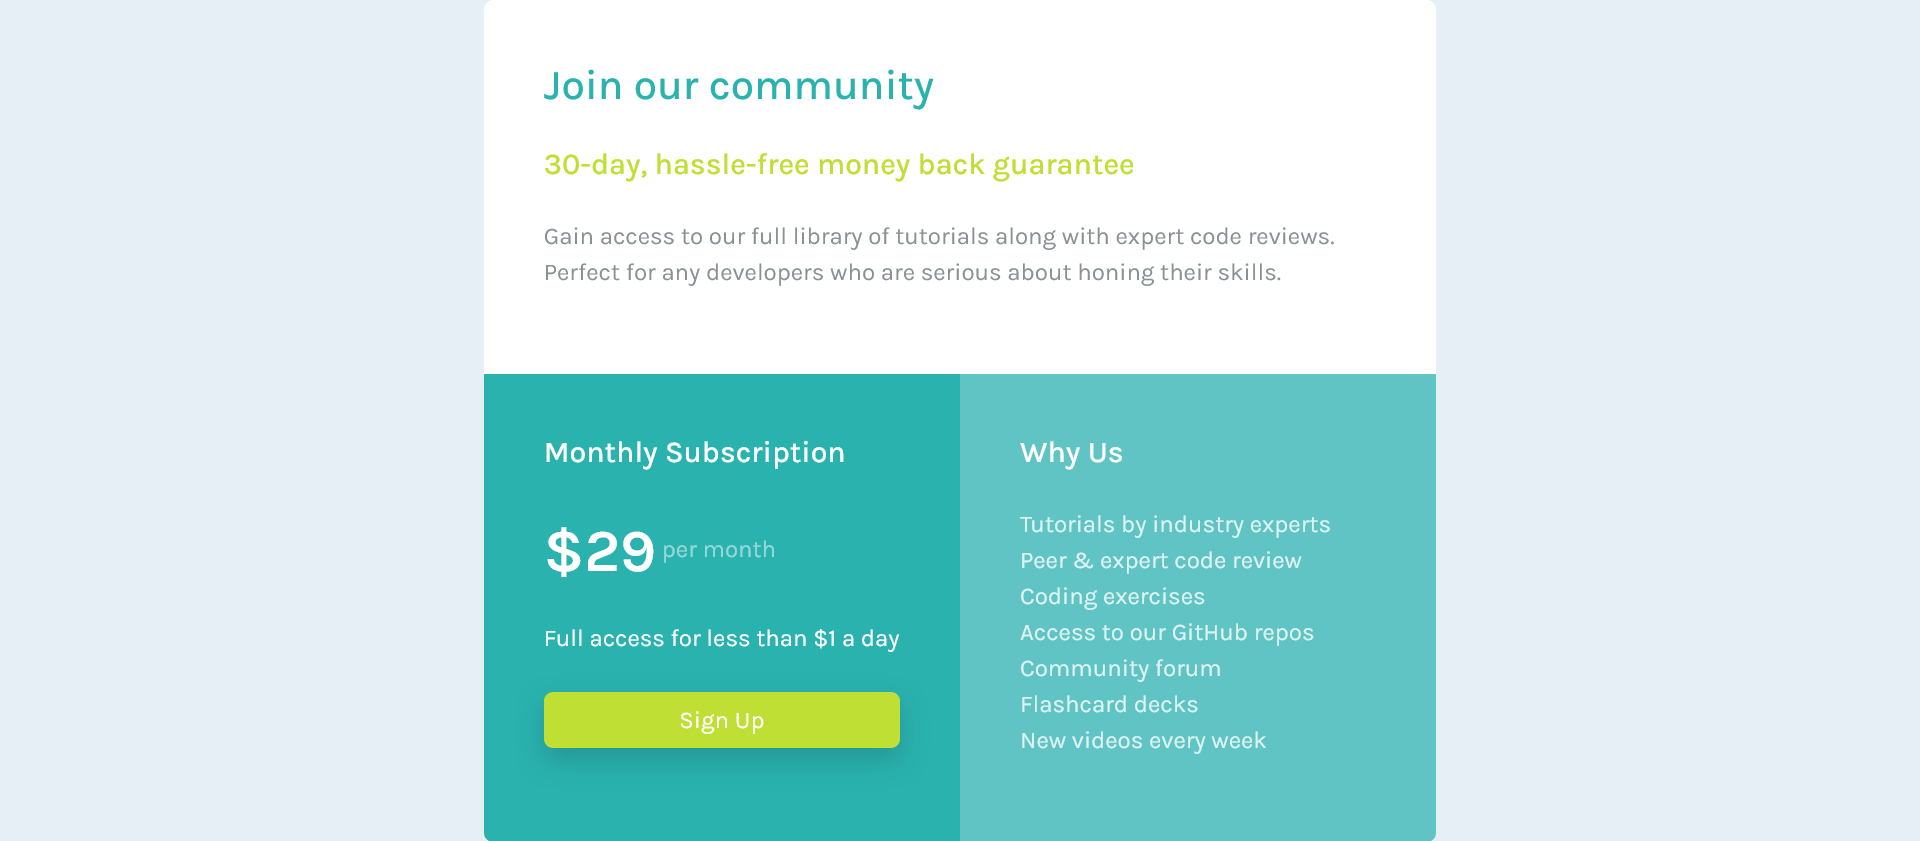 Join our community
30-day, hassle-free money back guarantee
Gain access to our full library of tutorials along with expert code reviews.
Perfect for any developers who are serious about honing their skills.
Monthly Subscription
$29 per month
Full access for less than $1 a day
Sign Up
Why Us
Tutorials by industry experts
Peer & expert code review
Coding exercises
Access to our GitHub repos
Community forum
Flashcard decks
New videos every week